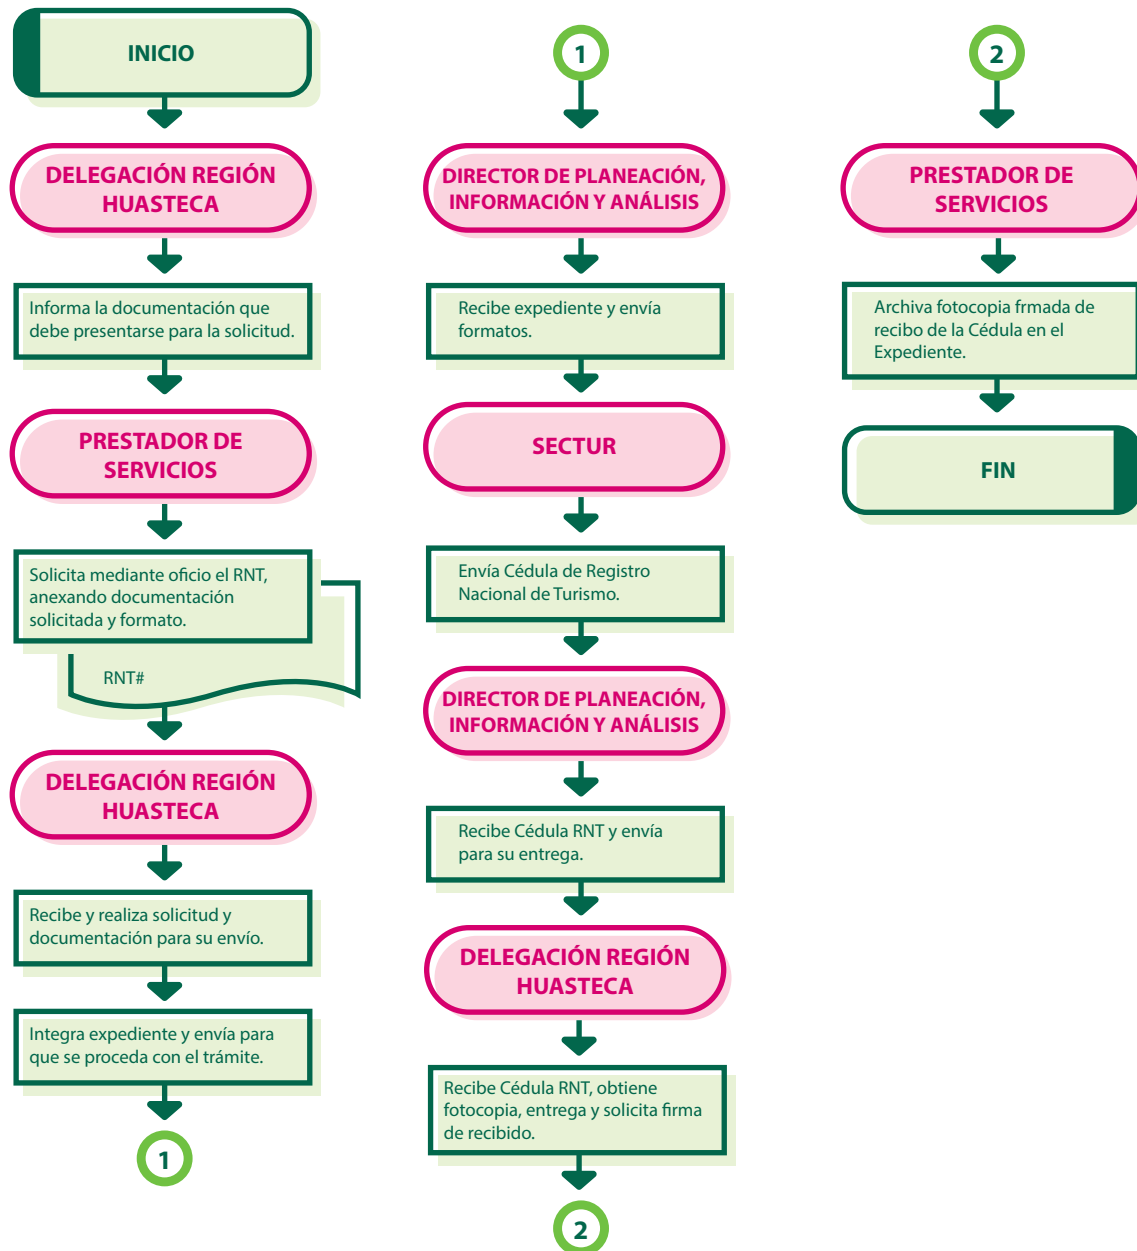 INICIO
DELEGACIÓN REGIÓN
HUASTECA
Informa la documentación que
debe presentarse para la solicitud.
PRESTADOR DE
SERVICIOS
Solicita mediante oficio el RNT,
anexando documentación
solicitada y formato.
RNT#
DELEGACIÓN REGIÓN
HUASTECA
Recibe y realiza solicitud y
documentación para su envío.
Integra expediente y envía para
que se proceda con el trámite.
1
1
DIRECTOR DE PLANEACIÓN,
INFORMACIÓN Y ANÁLISIS
Recibe expediente y envía
formatos.
SECTUR
Envía Cédula de Registro
Nacional de Turismo.
DIRECTOR DE PLANEACIÓN,
INFORMACIÓN Y ANÁLISIS
Recibe Cédula RNT y envía
para su entrega.
DELEGACIÓN REGIÓN
HUASTECA
Recibe Cédula RNT, obtiene
fotocopia, entrega y solicita firma
de recibido.
2
2
PRESTADOR DE
SERVICIOS
Archiva fotocopia frmada de
recibo de la Cédula en el
Expediente.
FIN